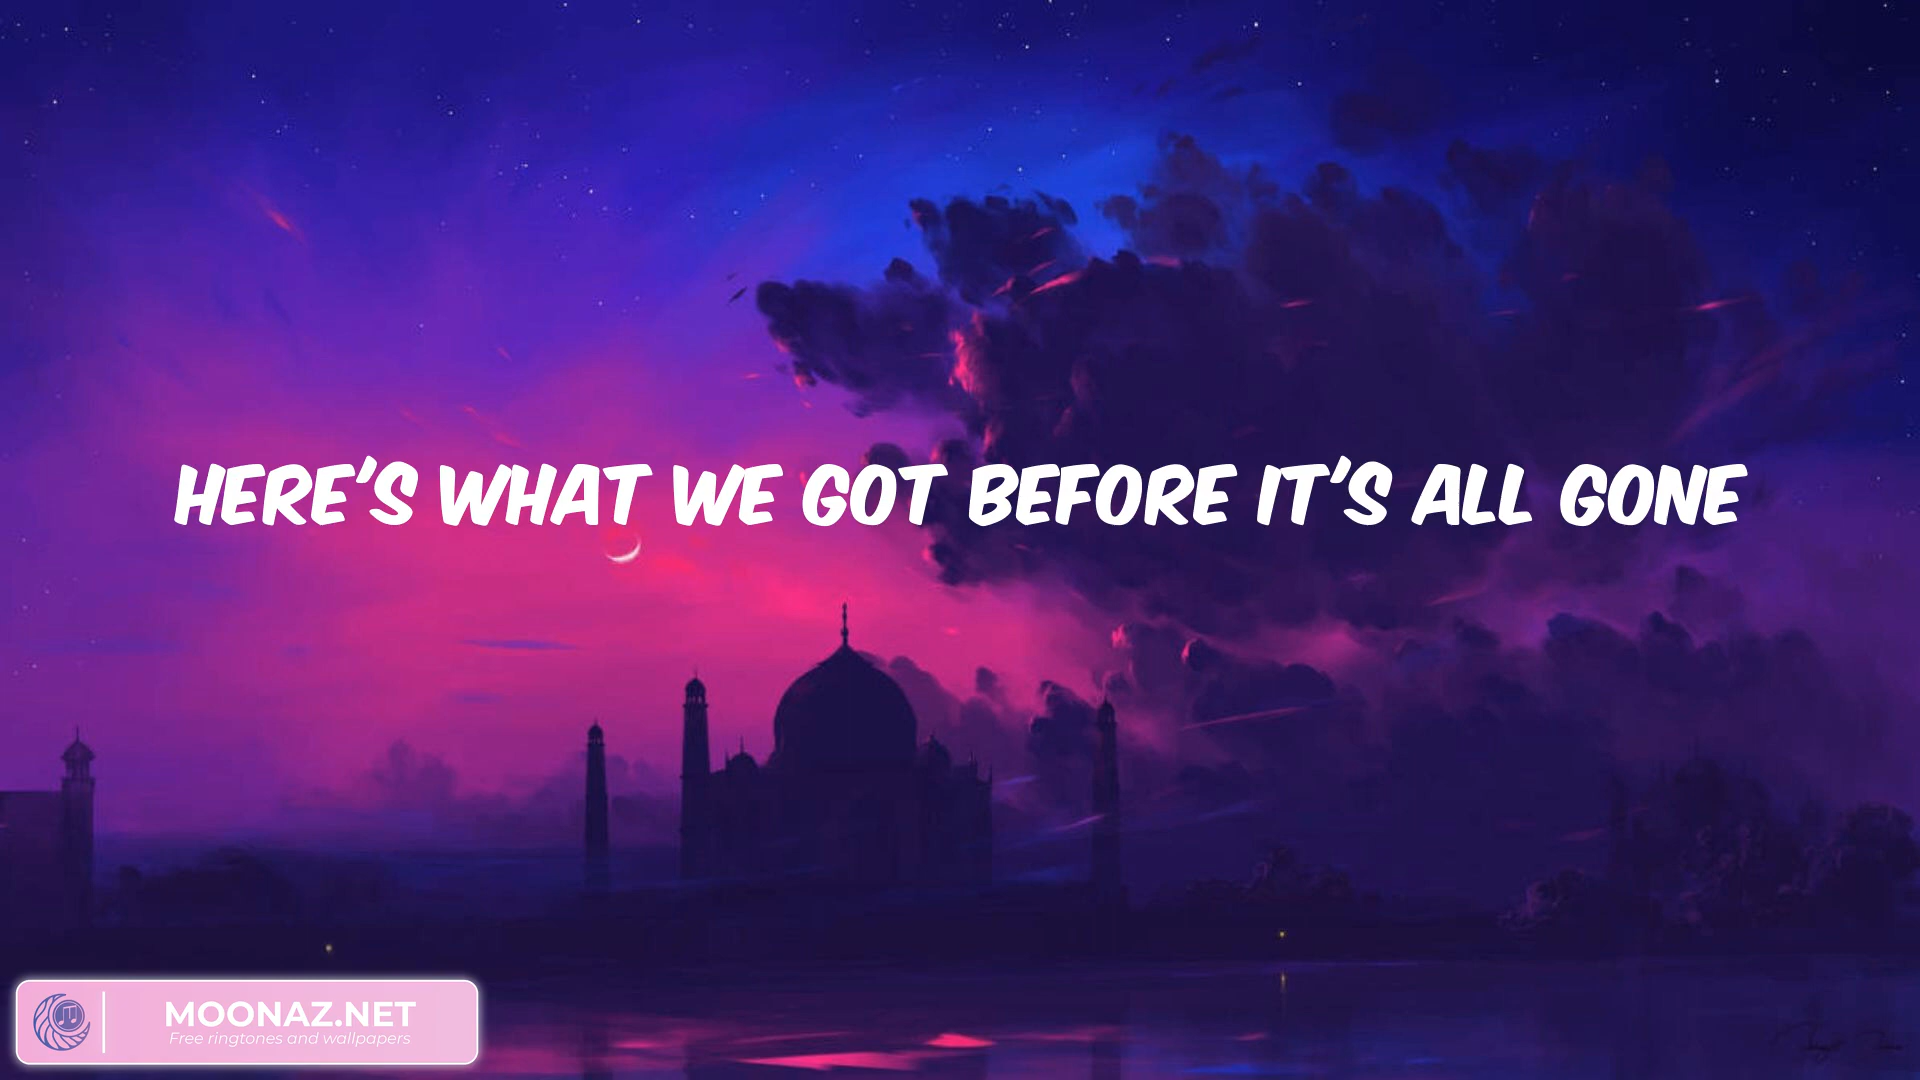 HERE'S WHAT WE GOT BEFORE IT'S ALL GONE
MOONAZ.NET
Free ringtones and wallpapers